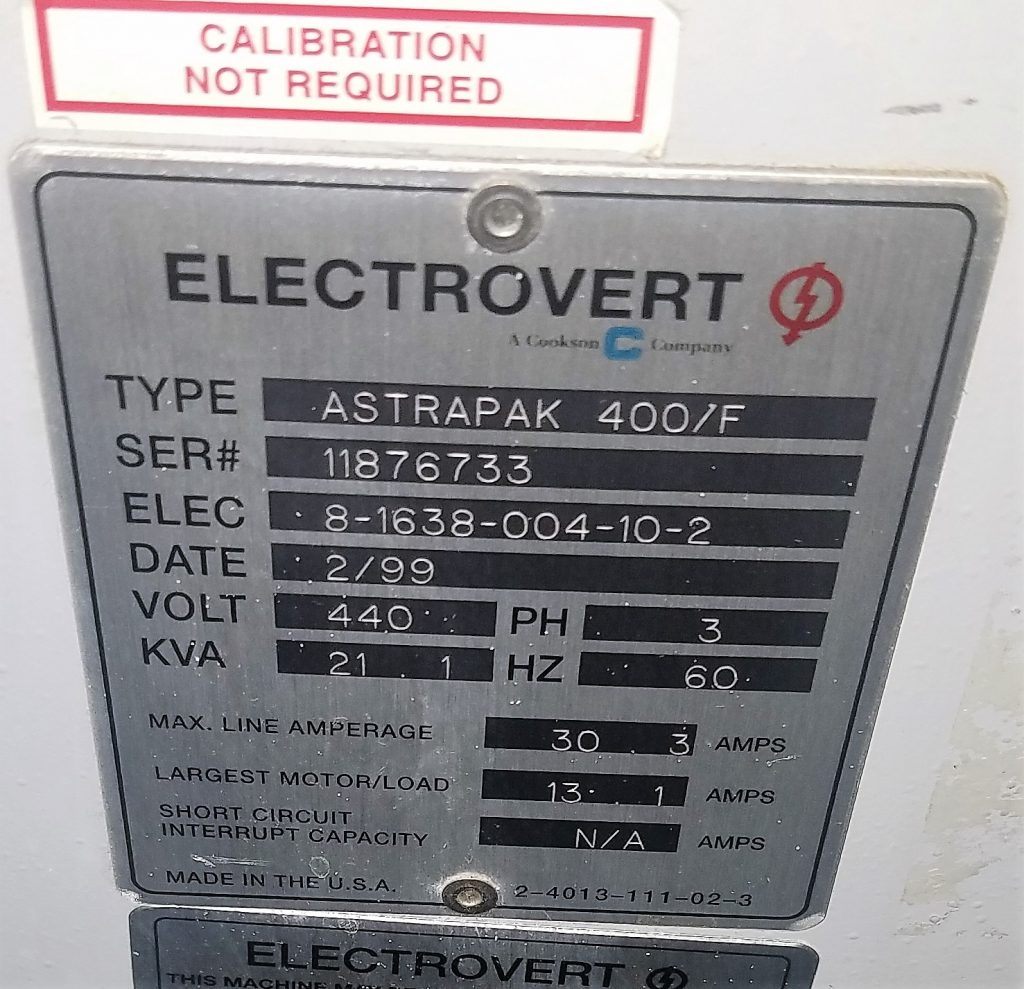 CALIBRATION
NOT REQUIRED
ELECTROVERT
A Cookson C Company
TYPE ASTRAPAK 400/F
SER# 11876733
ELEC 8-1638-004-10-2
DATE 2/99
VOLT 440 PH 3
KVA 21.1 HZ 60
MAX. LINE AMPERAGE 30.3 AMPS
LARGEST MOTOR/LOAD 13.1 AMPS
SHORT CIRCUIT
INTERRUPT CAPACITY N/A AMPS
MADE IN THE U.S.A. 2-4013-111-02-3
ELECTROVERT
THIS MACHINE MAY